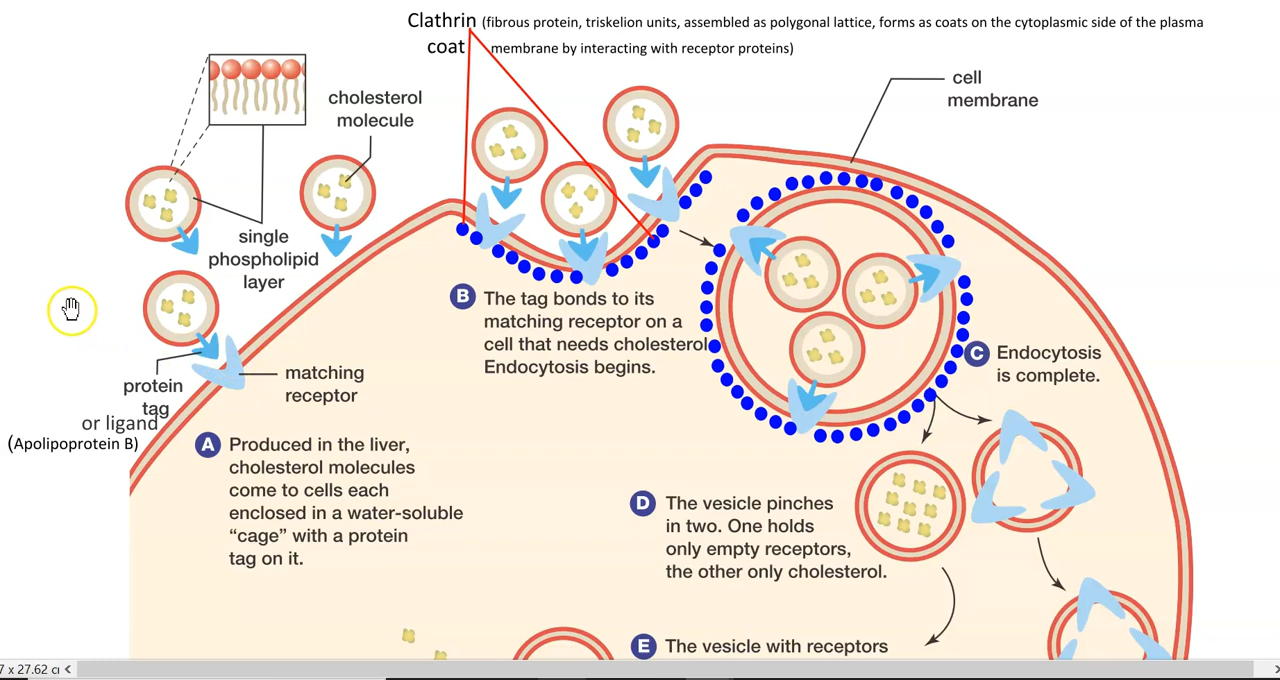 Clathrin (fibrous protein, triskelion units, assembled as polygonal lattice, forms as coats on the cytoplasmic side of the plasma
coat membrane by interacting with receptor proteins)
cell
membrane
cholesterol
molecule
single
phospholipid
layer
B The tag bonds to its
matching receptor on a
cell that needs cholesterol
Endocytosis begins.
C Endocytosis
is complete.
protein
tag
or ligand
(Apolipoprotein B)
matching
receptor
A Produced in the liver,
cholesterol molecules
come to cells each
enclosed in a water-soluble
“cage” with a protein
tag on it.
D The vesicle pinches
in two. One holds
only empty receptors,
the other only cholesterol.
E The vesicle with receptors
7 x 27.62 cı